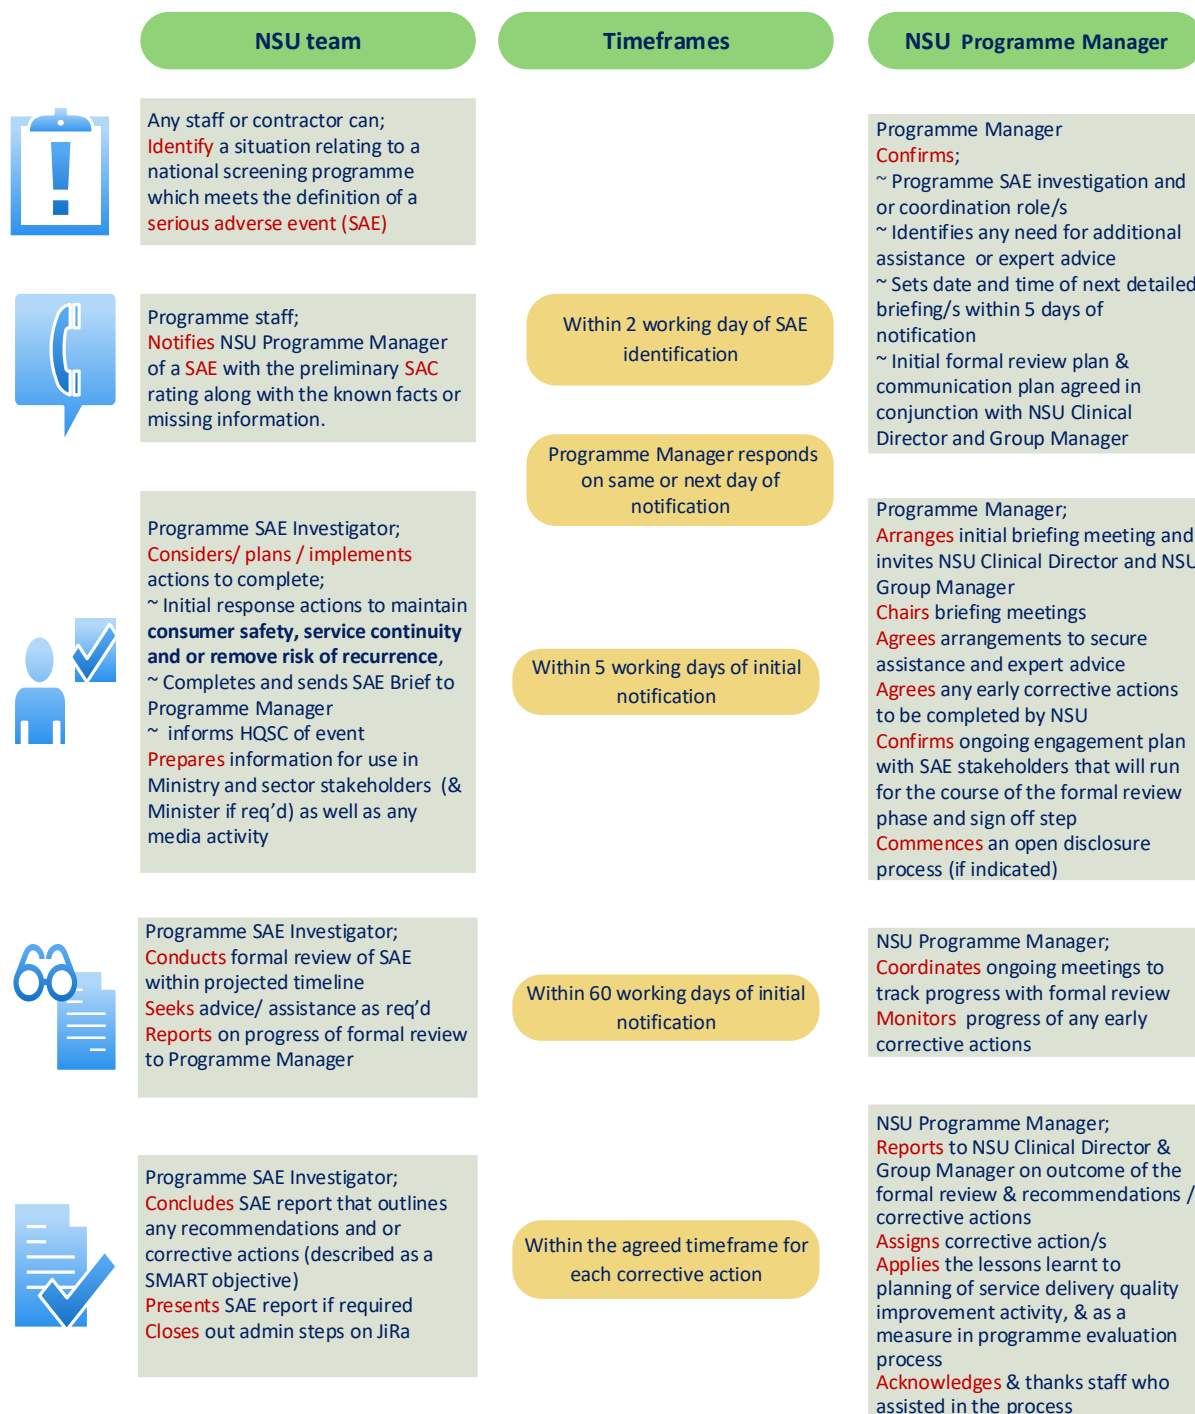 NSU team
Timeframes
NSU Programme Manager
Any staff or contractor can;
Identify a situation relating to a
national screening programme
which meets the definition of a
serious adverse event (SAE)
Programme Manager
Confirms;
~ Programme SAE investigation and
or coordination role/s
~ Identifies any need for additional
assistance or expert advice
~ Sets date and time of next detailed
briefing/s within 5 days of
notification
~ Initial formal review plan &
communication plan agreed in
conjunction with NSU Clinical
Director and Group Manager
Programme staff;
Notifies NSU Programme Manager
of a SAE with the preliminary SAC
rating along with the known facts or
missing information.
Within 2 working day of SAE
identification
Programme Manager responds
on same or next day of
notification
Programme SAE Investigator;
Considers/ plans / implements
actions to complete;
~ Initial response actions to maintain
consumer safety, service continuity
and or remove risk of recurrence,
~ Completes and sends SAE Brief to
Programme Manager
~ informs HQSC of event
Prepares information for use in
Ministry and sector stakeholders (&
Minister if req’d) as well as any
media activity
Within 5 working days of initial
notification
Programme Manager;
Arranges initial briefing meeting and
invites NSU Clinical Director and NSU
Group Manager
Chairs briefing meetings
Agrees arrangements to secure
assistance and expert advice
Agrees any early corrective actions
to be completed by NSU
Confirms ongoing engagement plan
with SAE stakeholders that will run
for the course of the formal review
phase and sign off step
Commences an open disclosure
process (if indicated)
Programme SAE Investigator;
Conducts formal review of SAE
within projected timeline
Seeks advice/ assistance as req’d
Reports on progress of formal review
to Programme Manager
Within 60 working days of initial
notification
NSU Programme Manager;
Coordinates ongoing meetings to
track progress with formal review
Monitors progress of any early
corrective actions
Programme SAE Investigator;
Concludes SAE report that outlines
any recommendations and or
corrective actions (described as a
SMART objective)
Presents SAE report if required
Closes out admin steps on JiRa
Within the agreed timeframe for
each corrective action
NSU Programme Manager;
Reports to NSU Clinical Director &
Group Manager on outcome of the
formal review & recommendations /
corrective actions
Assigns corrective action/s
Applies the lessons learnt to
planning of service delivery quality
improvement activity, & as a
measure in programme evaluation
process
Acknowledges & thanks staff who
assisted in the process